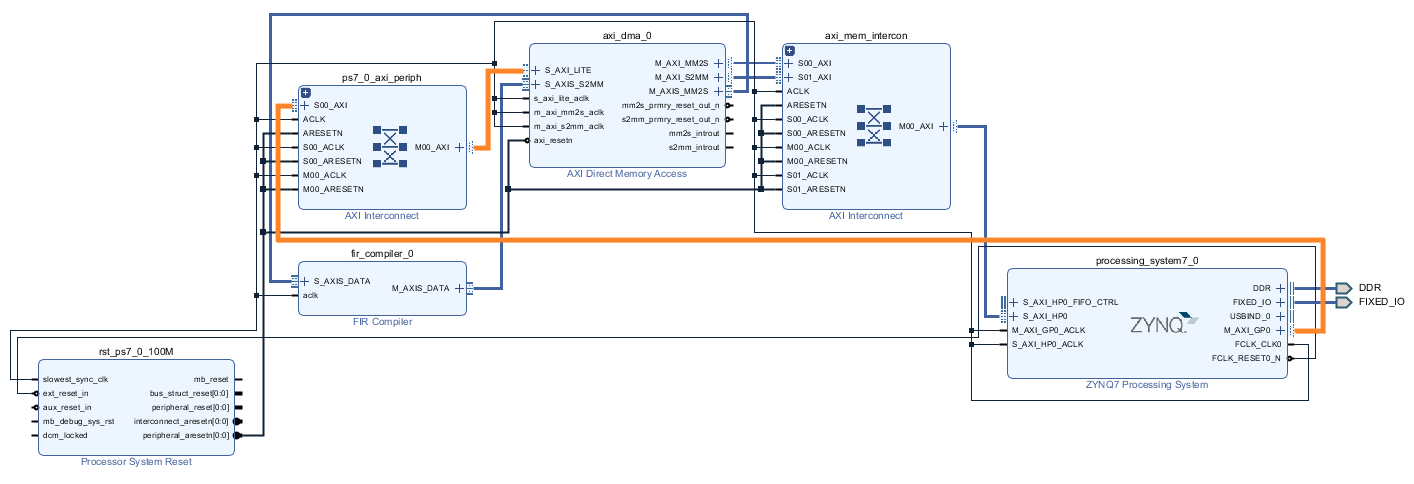 axi_dma_0
S_AXI_LITE
S_AXIS_S2MM
s_axi_lite_aclk
m_axi_mm2s_aclk
m_axi_s2mm_aclk
axi_resetn
M_AXI_MM2S
M_AXI_S2MM
M_AXIS_MM2S
mm2s_prmry_reset_out_n
s2mm_prmry_reset_out_n
mm2s_introut
s2mm_introut
AXI Direct Memory Access
axi_mem_intercon
S00_AXI
S01_AXI
ACLK
ARESETN
S00_ACLK
S00_ARESETN
M00_ACLK
M00_ARESETN
S01_ACLK
S01_ARESETN
M00_AXI
AXI Interconnect
ps7_0_axi_periph
S00_AXI
ACLK
ARESETN
S00_ACLK
S00_ARESETN
M00_ACLK
M00_ARESETN
M00_AXI
AXI Interconnect
fir_compiler_0
S_AXIS_DATA
aclk
M_AXIS_DATA
FIR Compiler
processing_system7_0
S_AXI_HP0_FIFO_CTRL
S_AXI_HP0
M_AXI_GP0_ACLK
S_AXI_HP0_ACLK
ZYNQ
DDR
FIXED_IO
USBIND_0
M_AXI_GP0
FCLK_CLK0
FCLK_RESET0_N
ZYNQ7 Processing System
DDR
FIXED_IO
rst_ps7_0_100M
slowest_sync_clk
ext_reset_in
aux_reset_in
mb_debug_sys_rst
dcm_locked
mb_reset
bus_struct_reset[0:0]
peripheral_reset[0:0]
interconnect_aresetn[0:0]
peripheral_aresetn[0:0]
Processor System Reset